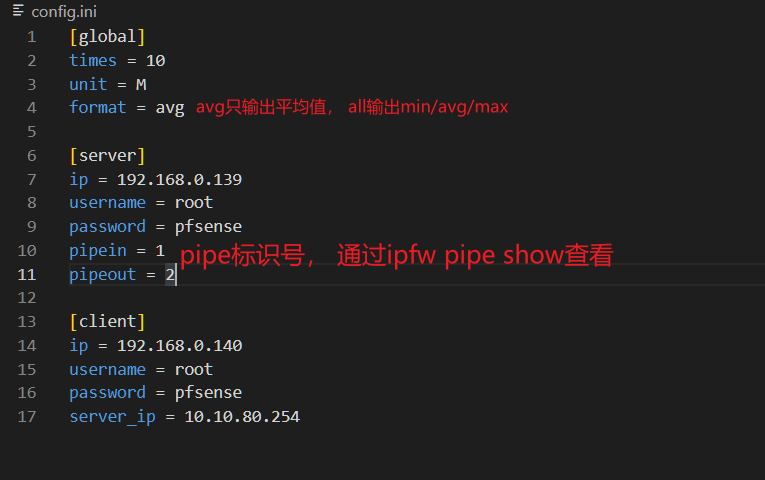 config.ini
1 [global]
2 times = 10
3 unit = M
4 format = avg avg只输出平均值， all输出min/avg/max
5
6 [server]
7 ip = 192.168.0.139
8 username = root
9 password = pfsense
10 pipein = 1 pipe标识号， 通过ipfw pipe show查看
11 pipeout = 2
12
13 [client]
14 ip = 192.168.0.140
15 username = root
16 password = pfsense
17 server_ip = 10.10.80.254